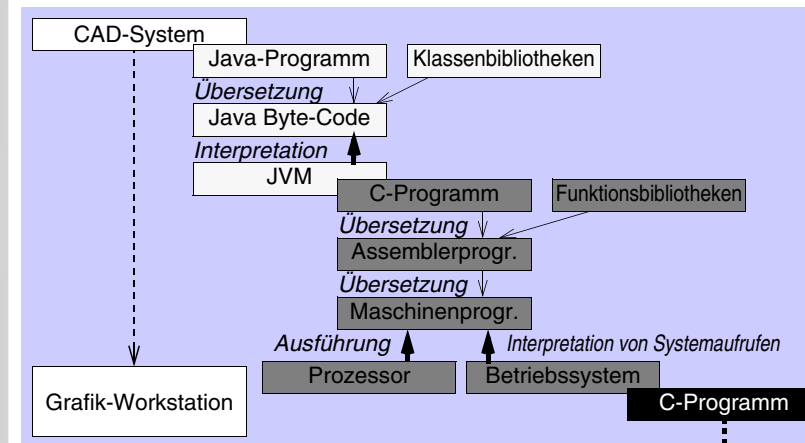 CAD-System
Java-Programm
Klassenbibliotheken
Übersetzung
Java Byte-Code
Interpretation
JVM
C-Programm
Funktionsbibliotheken
Übersetzung
Assemblerprogr.
Übersetzung
Maschinenprogr.
Ausführung
Interpretation von Systemaufrufen
Prozessor
Betriebssystem
Grafik-Workstation
C-Programm